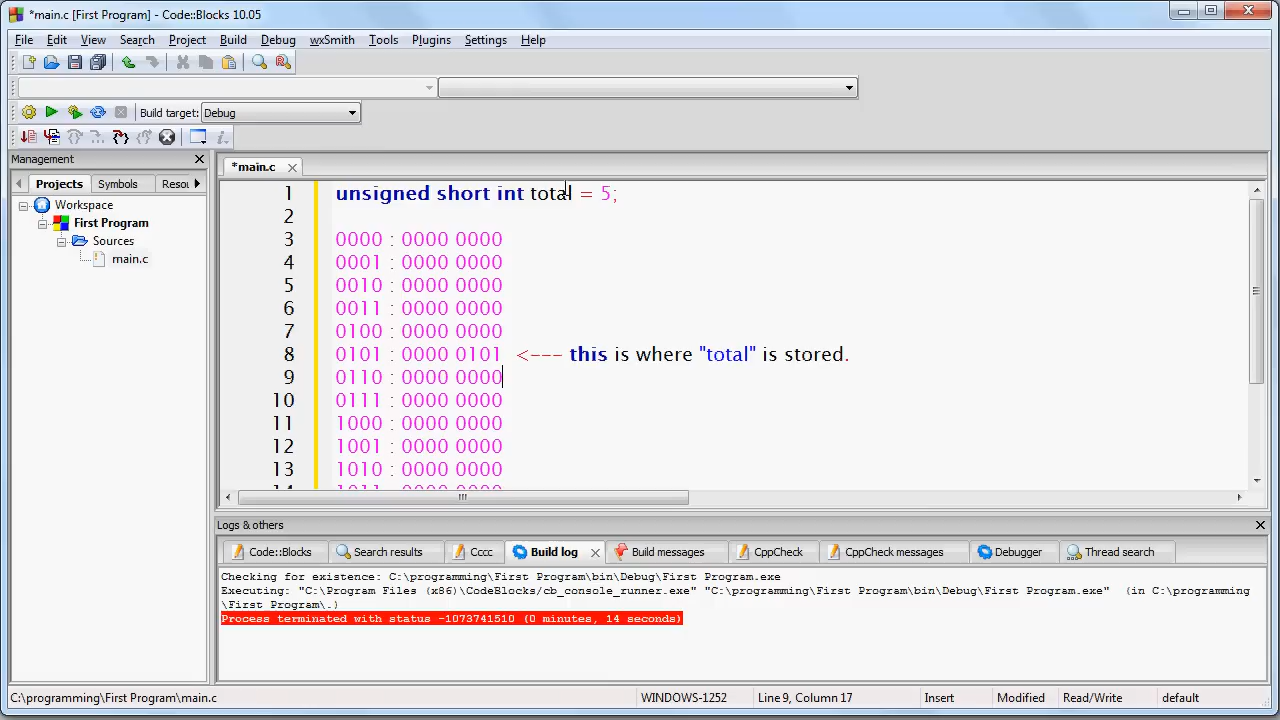 *main.c [First Program] - Code::Blocks 10.05
File Edit View Search Project Build Debug wxSmith Tools Plugins Settings Help
Build target: Debug
Management
*main.c
Projects Symbols Resou
Workspace
First Program
Sources
main.c
1 unsigned short int total = 5;
2
3 0000 : 0000 0000
4 0001 : 0000 0000
5 0010 : 0000 0000
6 0011 : 0000 0000
7 0100 : 0000 0000
8 0101 : 0000 0101 <--- this is where "total" is stored.
9 0110 : 0000 0000
10 0111 : 0000 0000
11 1000 : 0000 0000
12 1001 : 0000 0000
13 1010 : 0000 0000
14 1011 : 0000 0000
Logs & others
Code::Blocks Search results Cccc Build log Build messages CppCheck CppCheck messages Debugger Thread search
Checking for existence: C:\programming\First Program\bin\Debug\First Program.exe
Executing: "C:\Program Files (x86)\CodeBlocks/cb_console_runner.exe" "C:\programming\First Program\bin\Debug\First Program.exe" (in C:\programming
\First Program\.)
Process terminated with status -1073741510 (0 minutes, 14 seconds)
C:\programming\First Program\main.c WINDOWS-1252 Line 9, Column 17 Insert Modified Read/Write default